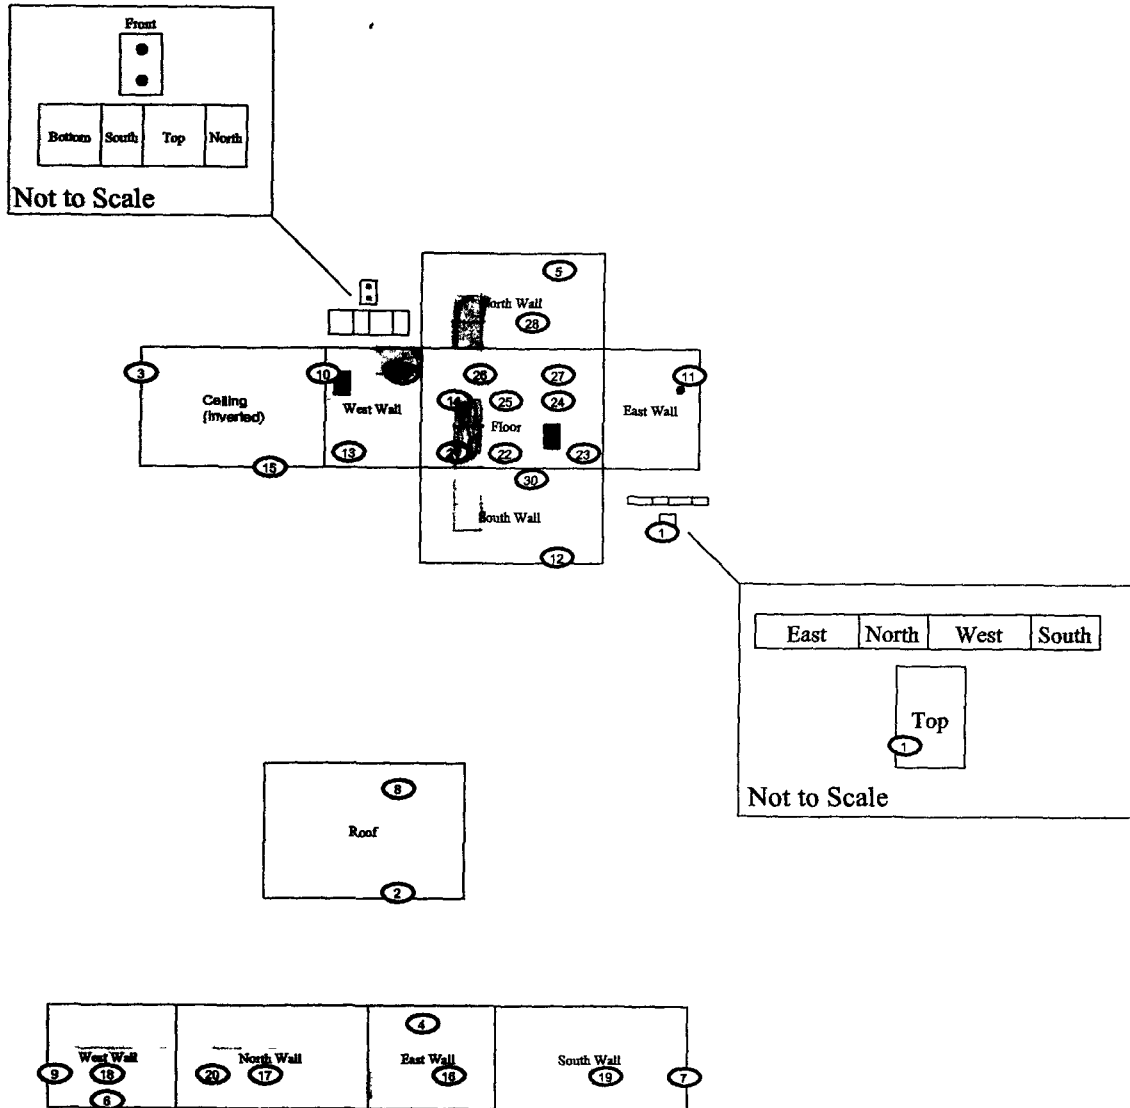 Front
Bottom South Top North
Not to Scale
5
North Wall
28
3
10
26
27
11
Ceiling
(Inverted)
West Wall
14
25
24
East Wall
Floor
13
22
23
15
30
South Wall
12
1
East North West South
Top
1
Not to Scale
8
Roof
2
4
West Wall
North Wall
East Wall
South Wall
9
18
20
17
16
19
7
6